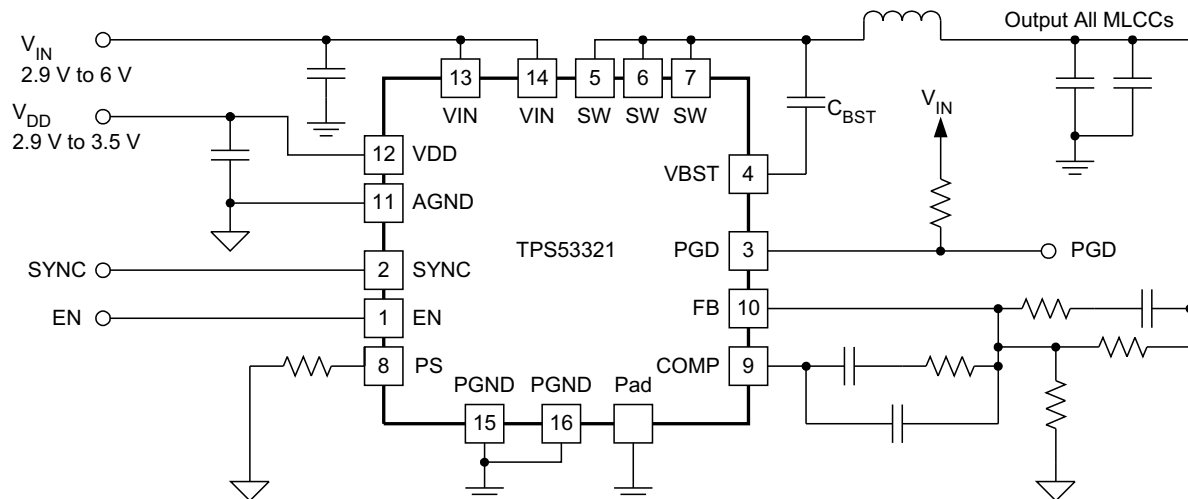 Output All MLCCs
V_IN
2.9 V to 6 V
13
14
5
6
7
VIN
VIN
SW
SW
SW
C_BST
V_IN
V_DD
2.9 V to 3.5 V
12
VDD
VBST
4
11
AGND
TPS53321
PGD
3
PGD
SYNC
2
SYNC
FB
10
EN
1
EN
8
PS
COMP
9
PGND
PGND
Pad
15
16